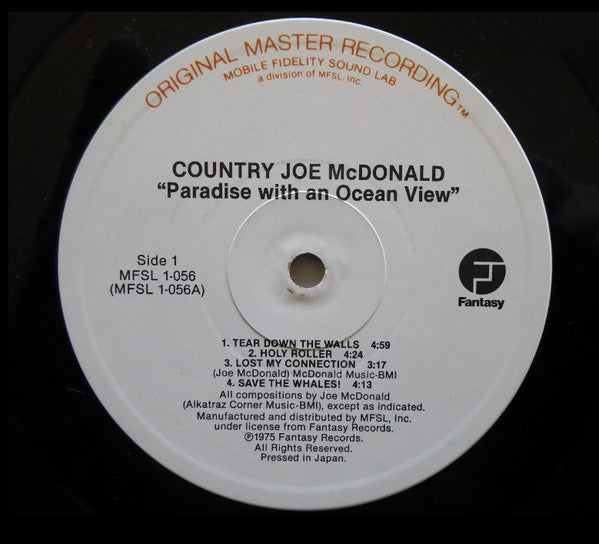 ORIGINAL MASTER RECORDING™
MOBILE FIDELITY SOUND LAB
a division of MFSL, Inc.
COUNTRY JOE McDONALD
“Paradise with an Ocean View”
Side 1
MFSL 1-056
(MFSL 1-056A)
Fantasy
1. TEAR DOWN THE WALLS 4:59
2. HOLY ROLLER 4:24
3. LOST MY CONNECTION 3:17
(Joe McDonald) McDonald Music-BMI
4. SAVE THE WHALES! 4:13
All compositions by Joe McDonald
(Alkatraz Corner Music-BMI), except as indicated.
Manufactured and distributed by MFSL, Inc.
under license from Fantasy Records.
℗1975 Fantasy Records.
All Rights Reserved.
Pressed in Japan.